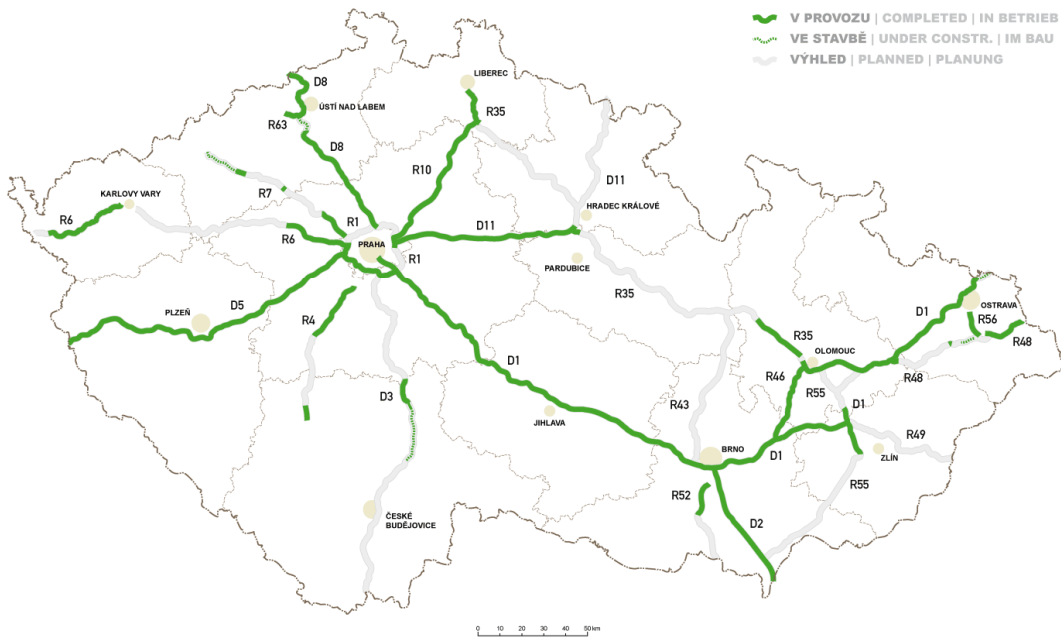 V PROVOZU | COMPLETED | IN BETRIEB
VE STAVBĚ | UNDER CONSTR. | IM BAU
VÝHLED | PLANNED | PLANUNG
D8
LIBEREC
ÚSTÍ NAD LABEM
R35
R63
D8
R10
D11
R7
KARLOVY VARY
HRADEC KRÁLOVÉ
R6
R1
D11
R6
PRAHA
R1
PARDUBICE
R35
D5
PLZEŇ
OSTRAVA
D1
R56
R4
R35
R48
OLOMOUC
D1
R48
R46
R55
D3
R43
D1
JIHLAVA
R49
BRNO
D1
ZLÍN
R55
R52
ČESKÉ
BUDĚJOVICE
D2
0 10 20 30 40 50km